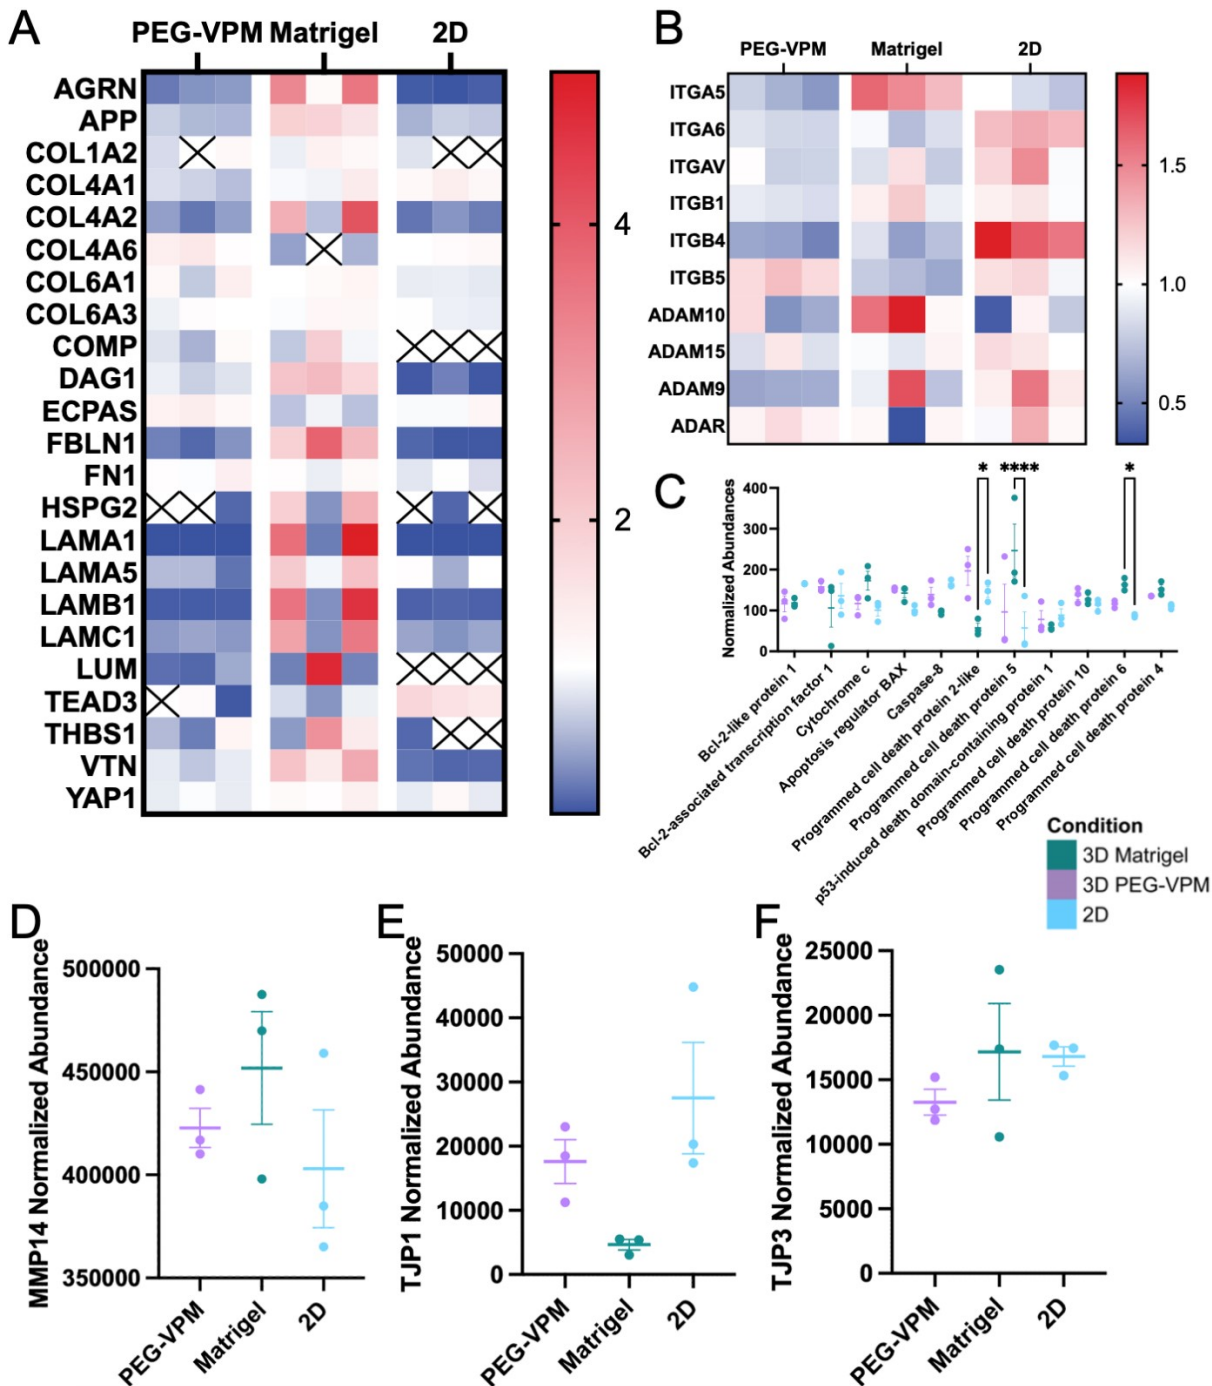 A
PEG-VPM Matrigel 2D
AGRN
APP
COL1A2
COL4A1
COL4A2
COL4A6
COL6A1
COL6A3
COMP
DAG1
ECPAS
FBLN1
FN1
HSPG2
LAMA1
LAMA5
LAMB1
LAMC1
LUM
TEAD3
THBS1
VTN
YAP1
4
2
B
PEG-VPM Matrigel 2D
ITGA5
ITGA6
ITGAV
ITGB1
ITGB4
ITGB5
ADAM10
ADAM15
ADAM9
ADAR
1.5
1.0
0.5
C
Normalized Abundances
400
300
200
100
0
* **** *
Bcl-2-like protein 1
Bcl-2-associated transcription factor 1
Cytochrome c
Apoptosis regulator BAX
Caspase-8
Programmed cell death protein 2-like
Programmed cell death protein 5
p53-induced death domain-containing protein 1
Programmed cell death protein 10
Programmed cell death protein 6
Programmed cell death protein 4
Condition
3D Matrigel
3D PEG-VPM
2D
D
MMP14 Normalized Abundance
500000
450000
400000
350000
PEG-VPM
Matrigel
2D
E
TJP1 Normalized Abundance
50000
40000
30000
20000
10000
0
PEG-VPM
Matrigel
2D
F
TJP3 Normalized Abundance
25000
20000
15000
10000
5000
0
PEG-VPM
Matrigel
2D